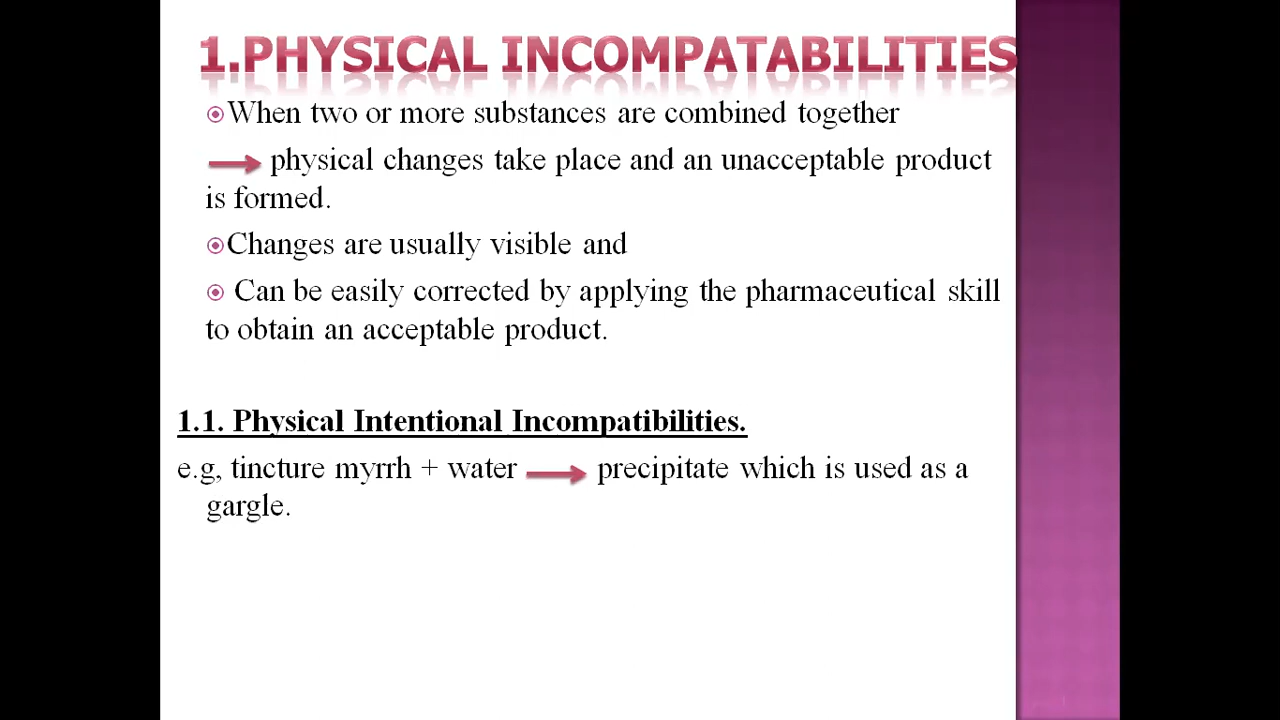 1.PHYSICAL INCOMPATABILITIES
When two or more substances are combined together
physical changes take place and an unacceptable product
is formed.
Changes are usually visible and
Can be easily corrected by applying the pharmaceutical skill
to obtain an acceptable product.
1.1. Physical Intentional Incompatibilities.
e.g, tincture myrrh + water → precipitate which is used as a
gargle.